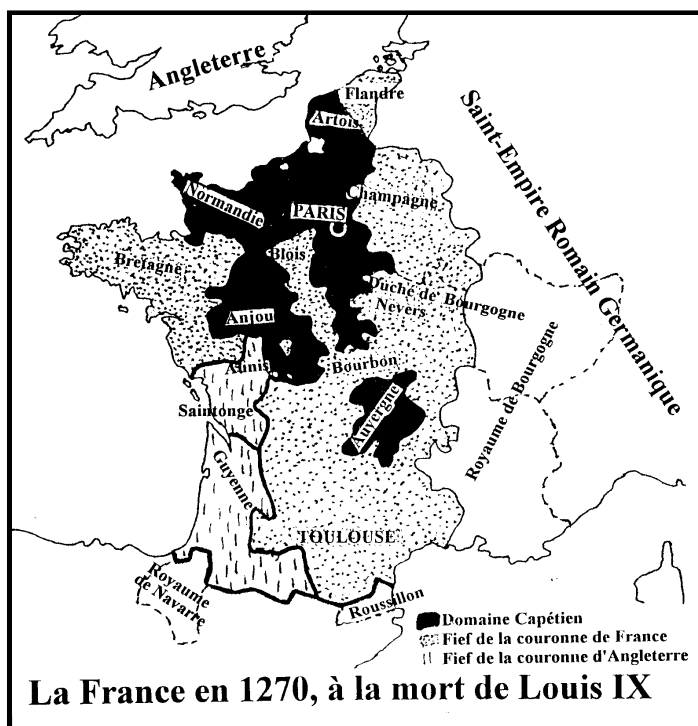 Angleterre
Flandre
Artois
Saint-Empire Romain Germanique
Normandie
PARIS
Champagne
Bretagne
Blois
Duché de Bourgogne
Nevers
Anjou
Aunis
Bourbon
Saintonge
Auvergne
Royaume de Bourgogne
Guyenne
TOULOUSE
Royaume
de Navarre
Roussillon
Domaine Capétien
Fief de la couronne de France
Fief de la couronne d'Angleterre
La France en 1270, à la mort de Louis IX